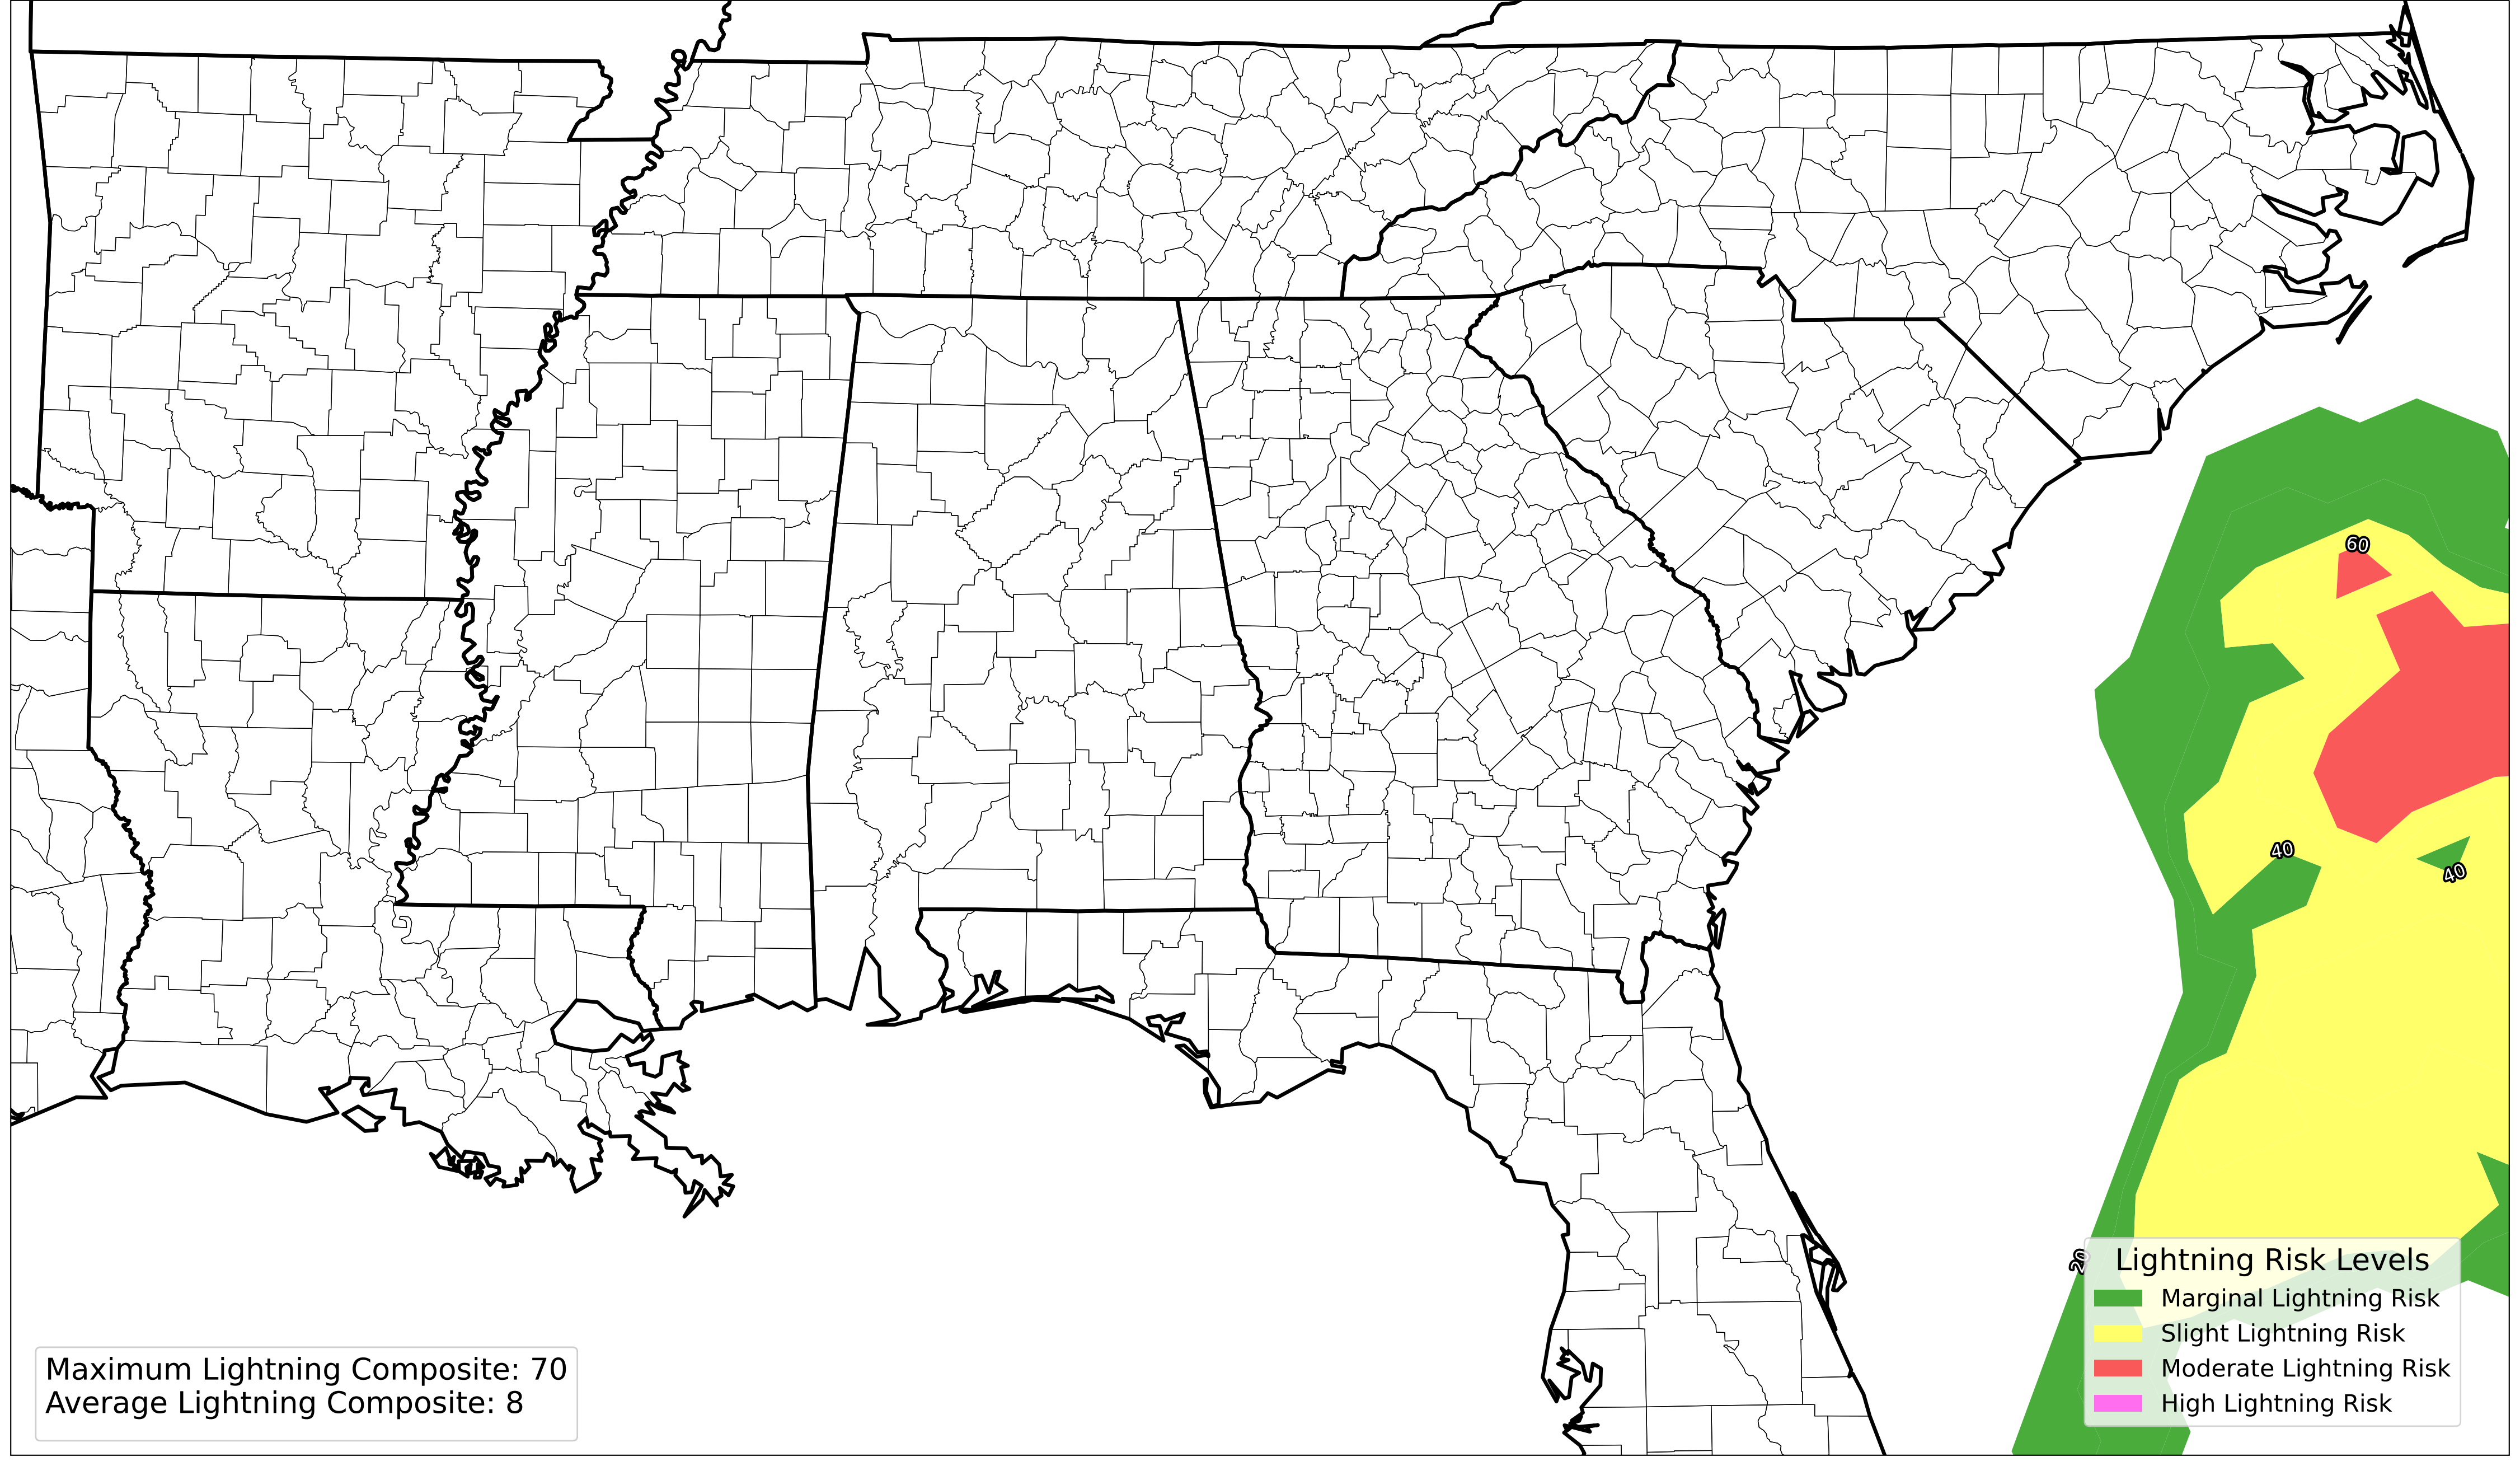 60
40
40
20
Lightning Risk Levels
Marginal Lightning Risk
Slight Lightning Risk
Moderate Lightning Risk
High Lightning Risk
Maximum Lightning Composite: 70
Average Lightning Composite: 8